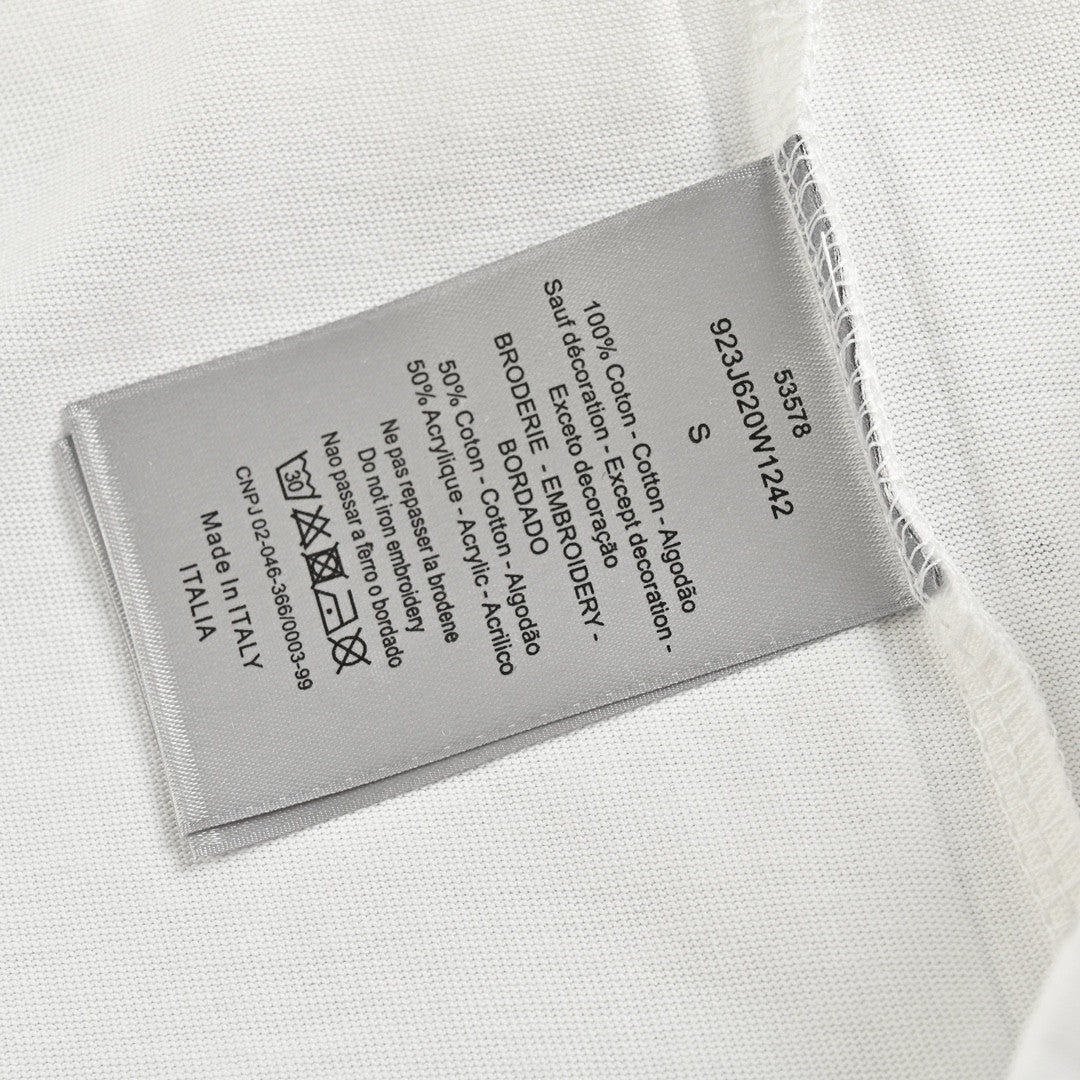 53578
923J620W1242
S
100% Coton - Cotton - Algodão
Sauf décoration - Except decoration -
Exceto decoração
BRODERIE - EMBROIDERY -
BORDADO
50% Coton - Cotton - Algodão
50% Acrylique - Acrylic - Acrilico
Ne pas repasser la brodene
Do not iron embroidery
Nao passar a ferro o bordado
30
CNPJ 02-046-366/0003-99
Made In ITALY
ITALIA